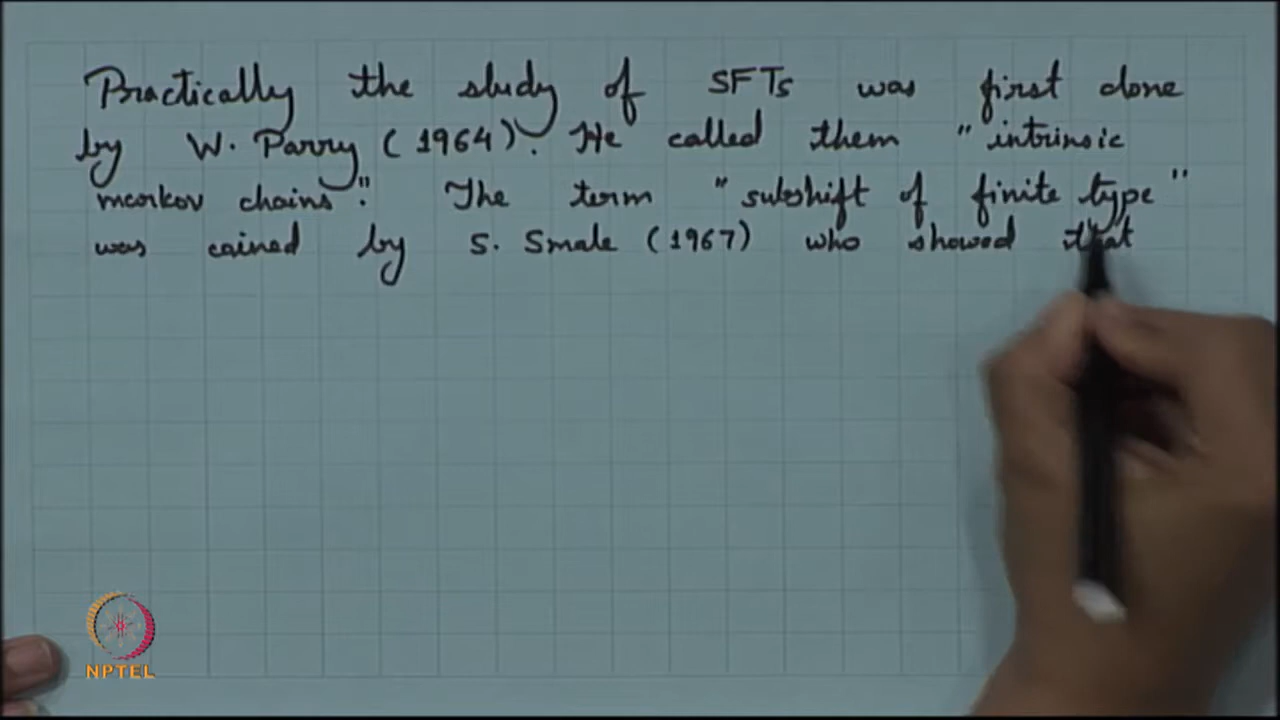 Practically the study of SFTs was first done
by W. Parry (1964). He called them "intrinsic
markov chains". The term "subshift of finite type"
was coined by S. Smale (1967) who showed that
NPTEL